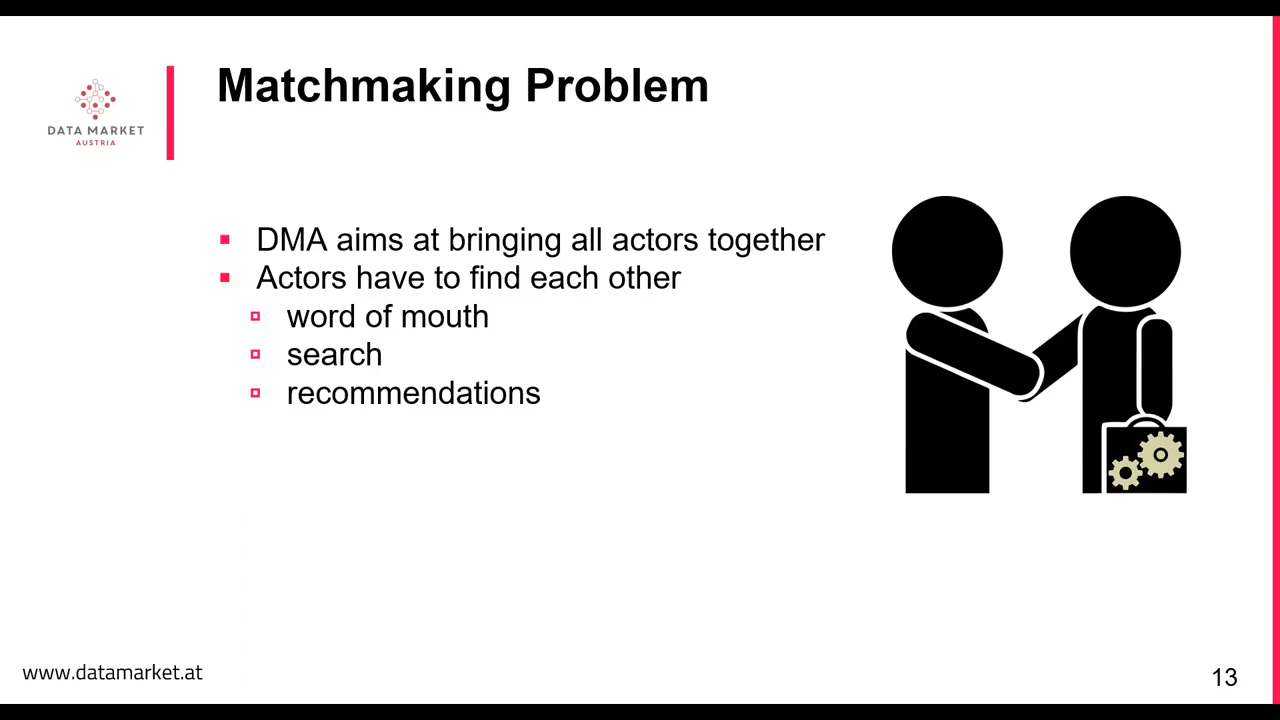 Matchmaking Problem
DATA MARKET
AUSTRIA
DMA aims at bringing all actors together
Actors have to find each other
word of mouth
search
recommendations
www.datamarket.at
13